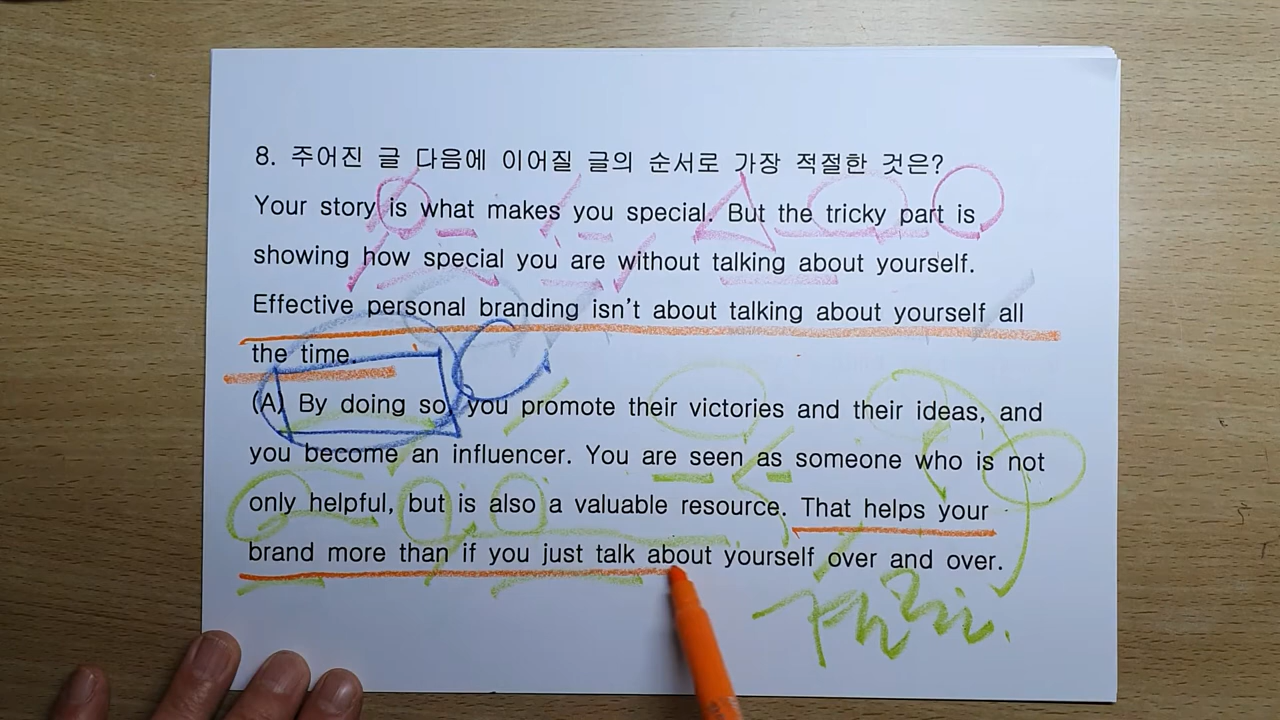 8. 주어진 글 다음에 이어질 글의 순서로 가장 적절한 것은?
Your story is what makes you special. But the tricky part is
showing how special you are without talking about yourself.
Effective personal branding isn't about talking about yourself all
the time.
(A) By doing so, you promote their victories and their ideas, and
you become an influencer. You are seen as someone who is not
only helpful, but is also a valuable resource. That helps your
brand more than if you just talk about yourself over and over.